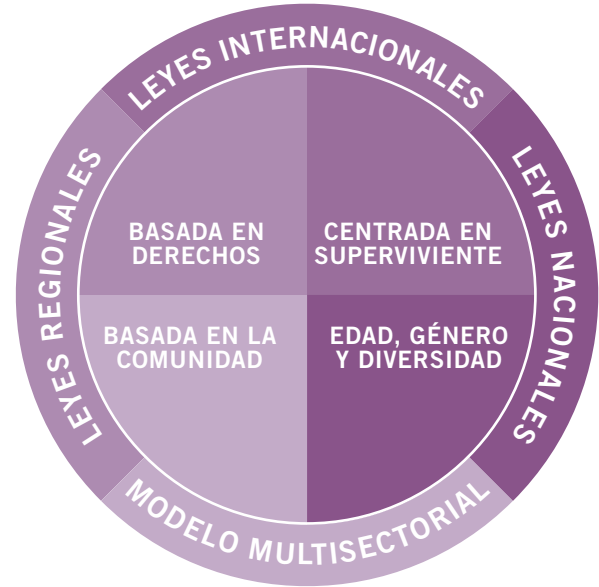 LEYES INTERNACIONALES
LEYES REGIONALES
LEYES NACIONALES
BASADA EN
DERECHOS
CENTRADA EN
SUPERVIVIENTE
BASADA EN LA
COMUNIDAD
EDAD, GÉNERO
Y DIVERSIDAD
MODELO MULTISECTORIAL